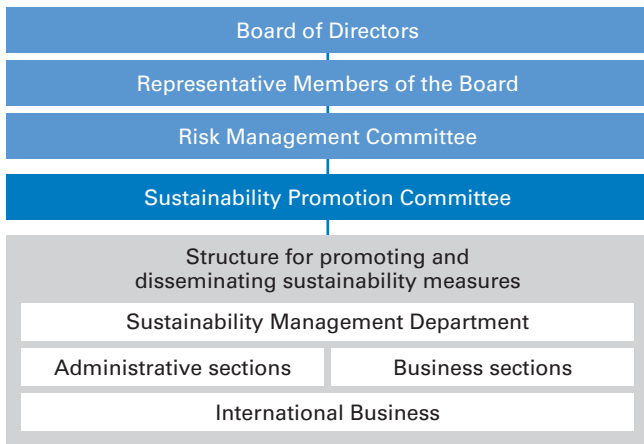 Board of Directors
Representative Members of the Board
Risk Management Committee
Sustainability Promotion Committee
Structure for promoting and
disseminating sustainability measures
Sustainability Management Department
Administrative sections
Business sections
International Business